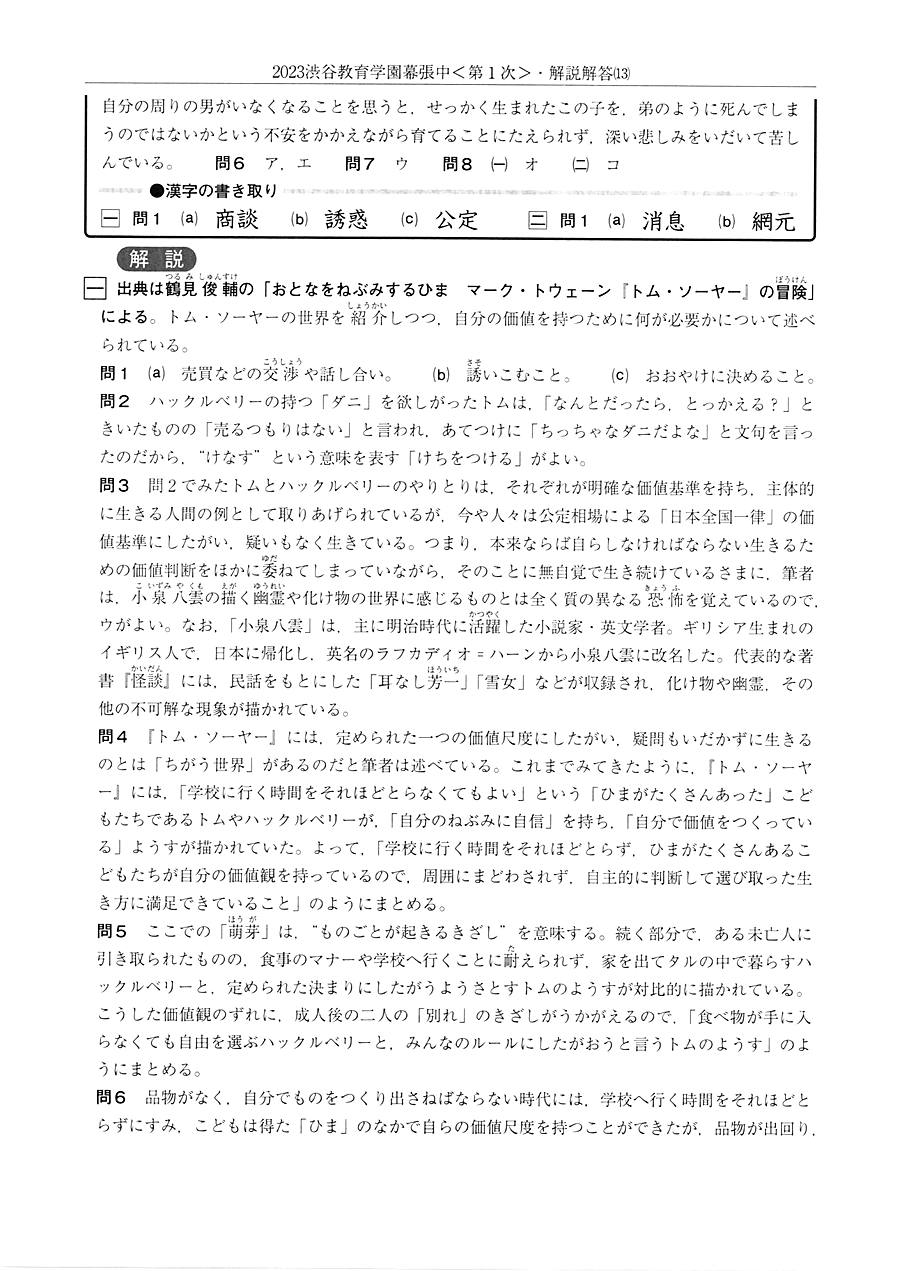 2023渋谷教育学園幕張中＜第１次＞・解説解答⒀
自分の周りの男がいなくなることを思うと，せっかく生まれたこの子を，弟のように死んでしま
うのではないかという不安をかかえながら育てることにたえられず，深い悲しみをいだいて苦し
んでいる。　問６　ア，エ　問７　ウ　問８　㈠　オ　㈡　コ
●漢字の書き取り
一　問１　(a)　商談　(b)　誘惑　(c)　公定　二　問１　(a)　消息　(b)　網元
解説
一　出典は鶴見俊輔の「おとなをねぶみするひま　マーク・トウェーン『トム・ソーヤー』の冒険」
による。トム・ソーヤーの世界を紹介しつつ，自分の価値を持つために何が必要かについて述べ
られている。
問１　(a)　売買などの交渉や話し合い。　(b)　誘いこむこと。　(c)　おおやけに決めること。
問２　ハックルベリーの持つ「ダニ」を欲しがったトムは，「なんとだったら，とっかえる？」と
きいたものの「売るつもりはない」と言われ，あてつけに「ちっちゃなダニだよな」と文句を言っ
たのだから，“けなす”という意味を表す「けちをつける」がよい。
問３　問２でみたトムとハックルベリーのやりとりは，それぞれが明確な価値基準を持ち，主体的
に生きる人間の例として取りあげられているが，今や人々は公定相場による「日本全国一律」の価
値基準にしたがい，疑いもなく生きている。つまり，本来ならば自らしなければならない生きるた
めの価値判断をほかに委ねてしまっていながら，そのことに無自覚で生き続けているさまに，筆者
は，小泉八雲の描く幽霊や化け物の世界に感じるものとは全く質の異なる恐怖を覚えているので，
ウがよい。なお，「小泉八雲」は，主に明治時代に活躍した小説家・英文学者。ギリシア生まれの
イギリス人で，日本に帰化し，英名のラフカディオ＝ハーンから小泉八雲に改名した。代表的な著
書『怪談』には，民話をもとにした「耳なし芳一」「雪女」などが収録され，化け物や幽霊，その
他の不可解な現象が描かれている。
問４　『トム・ソーヤー』には，定められた一つの価値尺度にしたがい，疑問もいだかずに生きる
のとは「ちがう世界」があるのだと筆者は述べている。これまでみてきたように，『トム・ソーヤ
ー』には，「学校に行く時間をそれほどとらなくてもよい」という「ひまがたくさんあった」こど
もたちであるトムやハックルベリーが，「自分のねぶみに自信」を持ち，「自分で価値をつくってい
る」ようすが描かれていた。よって，「学校に行く時間をそれほどとらず，ひまがたくさんあるこ
どもたちが自分の価値観を持っているので，周囲にまどわされず，自主的に判断して選び取った生
き方に満足できていること」のようにまとめる。
問５　ここでの「萌芽」は，“ものごとが起きるきざし”を意味する。続く部分で，ある未亡人に
引き取られたものの，食事のマナーや学校へ行くことに耐えられず，家を出てタルの中で暮らすハ
ックルベリーと，定められた決まりにしたがうようさとすトムのようすが対比的に描かれている。
こうした価値観のずれに，成人後の二人の「別れ」のきざしがうかがえるので，「食べ物が手に入
らなくても自由を選ぶハックルベリーと，みんなのルールにしたがおうと言うトムのようす」のよ
うにまとめる。
問６　品物がなく，自分でものをつくり出さねばならない時代には，学校へ行く時間をそれほどと
らずにすみ，こどもは得た「ひま」のなかで自らの価値尺度を持つことができたが，品物が出回り，